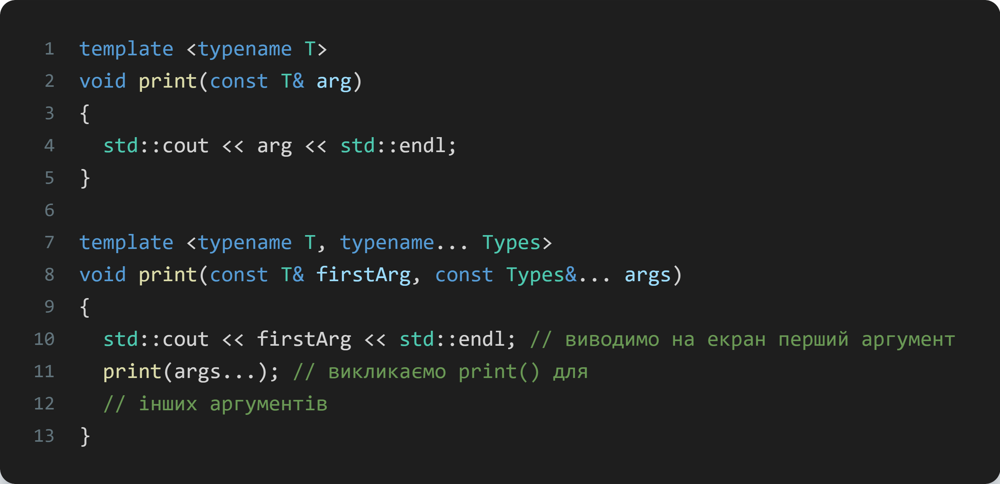 1 template <typename T>
2 void print(const T& arg)
3 {
4   std::cout << arg << std::endl;
5 }
6
7 template <typename T, typename... Types>
8 void print(const T& firstArg, const Types&... args)
9 {
10   std::cout << firstArg << std::endl; // виводимо на екран перший аргумент
11   print(args...); // викликаємо print() для
12   // інших аргументів
13 }